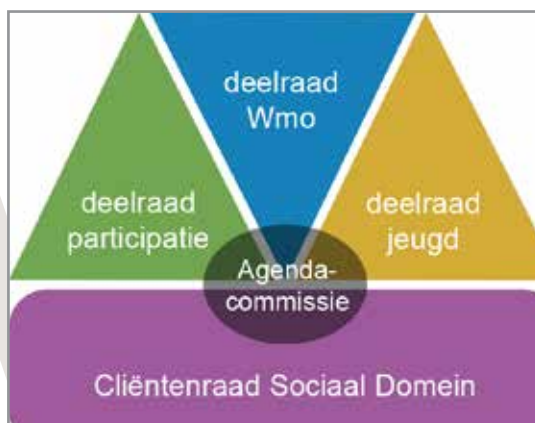 deelraad
Wmo
deelraad
participatie
deelraad
jeugd
Agenda-
commissie
Cliëntenraad Sociaal Domein